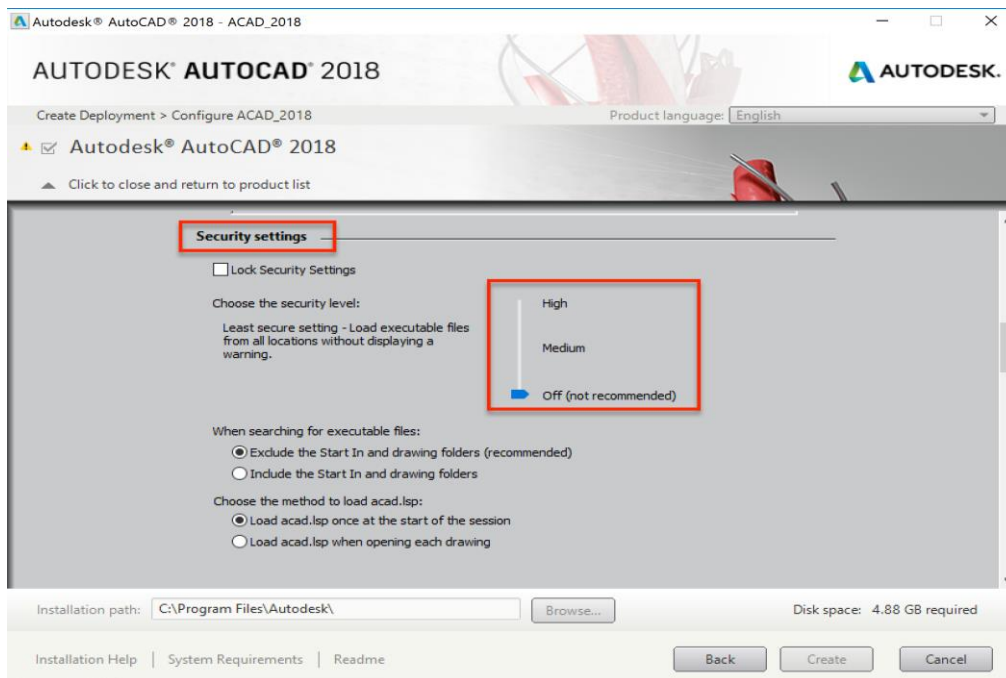 Autodesk® AutoCAD® 2018 - ACAD_2018
AUTODESK® AUTOCAD® 2018
AUTODESK.
Create Deployment > Configure ACAD_2018
Product language: English
Autodesk® AutoCAD® 2018
Click to close and return to product list
Security settings
Lock Security Settings
Choose the security level:
High
Least secure setting - Load executable files
from all locations without displaying a
warning.
Medium
Off (not recommended)
When searching for executable files:
Exclude the Start In and drawing folders (recommended)
Include the Start In and drawing folders
Choose the method to load acad.lsp:
Load acad.lsp once at the start of the session
Load acad.lsp when opening each drawing
Installation path: C:\Program Files\Autodesk\ Browse... Disk space: 4.88 GB required
Installation Help | System Requirements | Readme Back Create Cancel